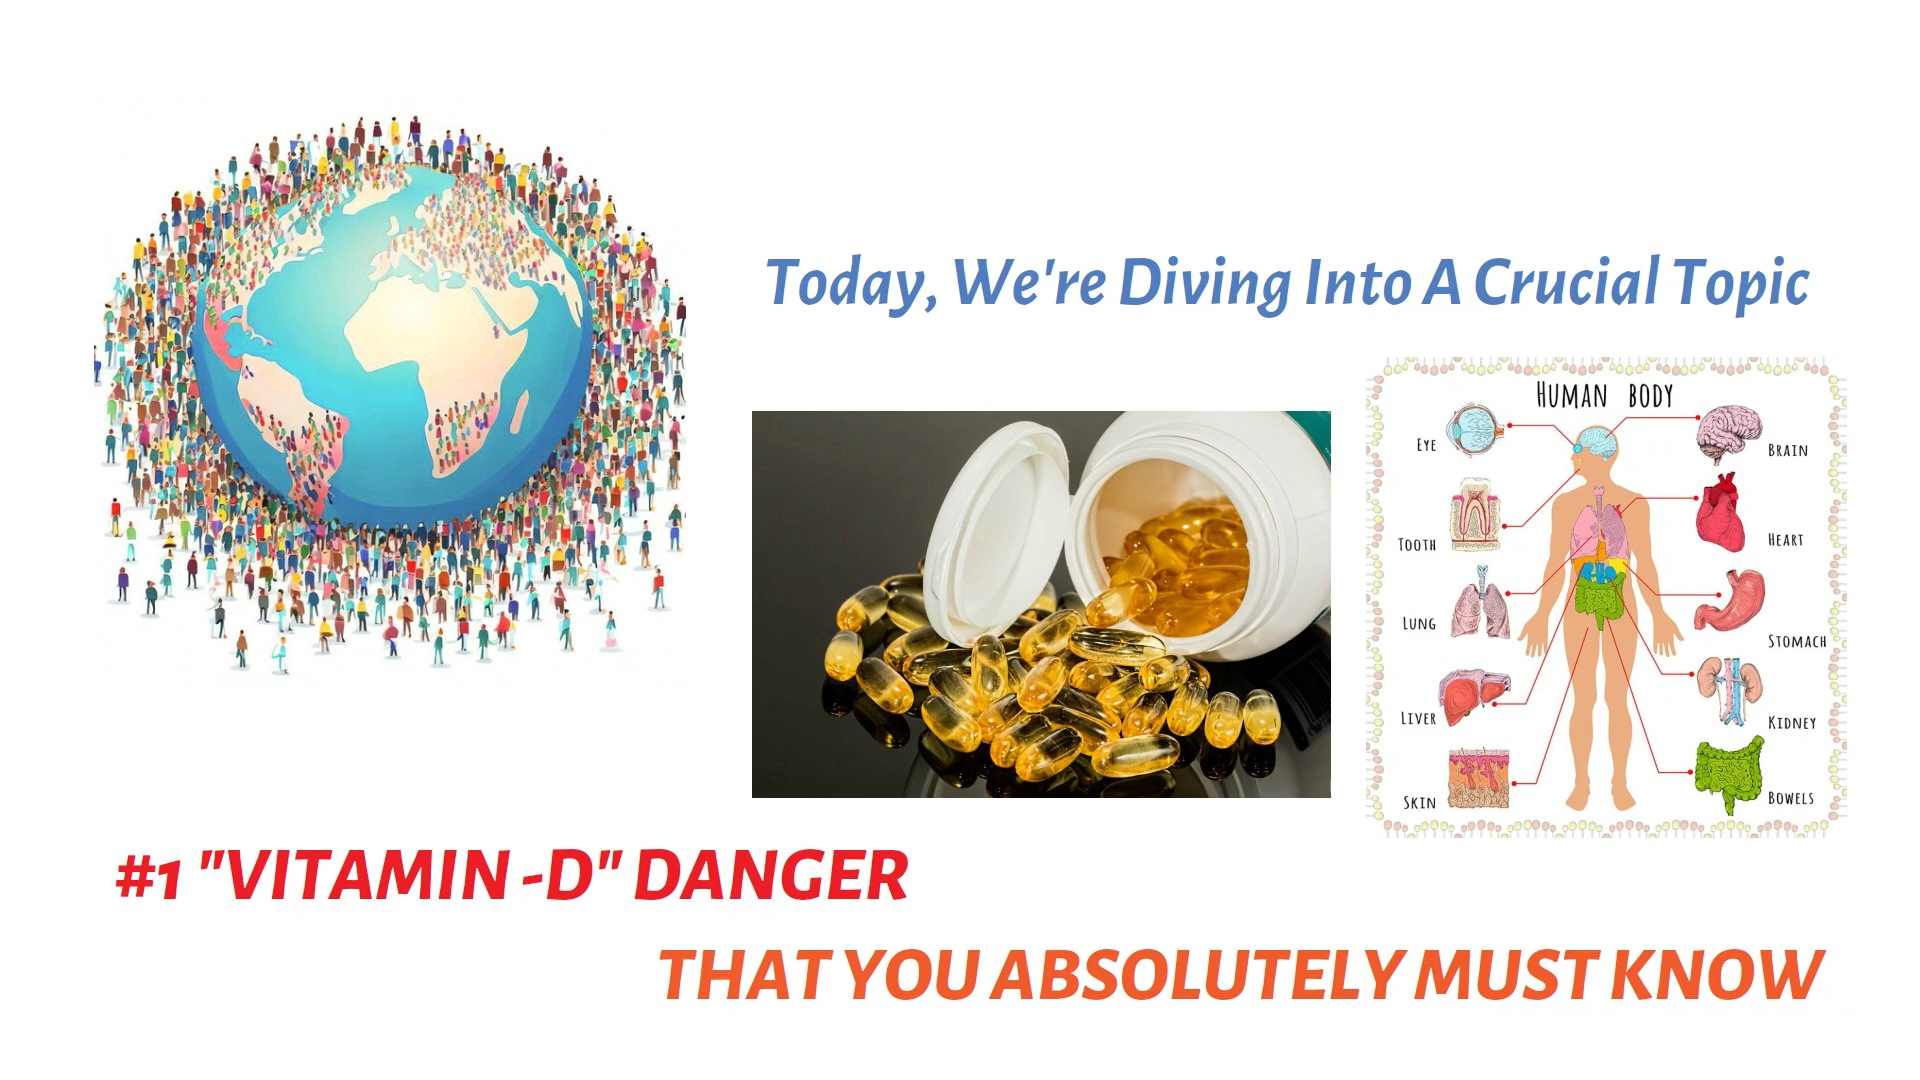 Today, We're Diving Into A Crucial Topic
HUMAN BODY
EYE
BRAIN
TOOTH
HEART
LUNG
STOMACH
LIVER
KIDNEY
SKIN
BOWELS
#1 "VITAMIN -D" DANGER
THAT YOU ABSOLUTELY MUST KNOW